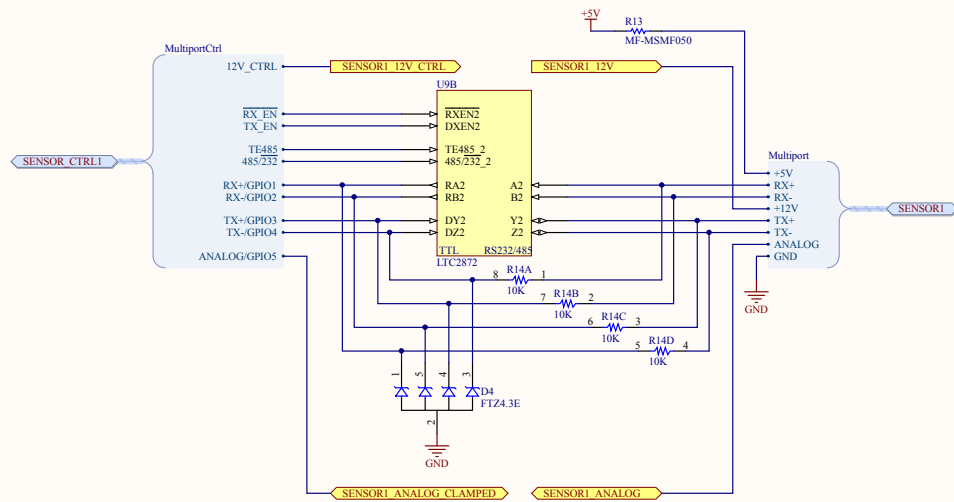 +5V
R13
MF-MSMF050
MultiportCtrl
12V_CTRL
SENSOR1_12V_CTRL
SENSOR1_12V
U9B
RX_EN
RXEN2
TX_EN
DXEN2
TE485
TE485_2
485/232
485/232_2
Multiport
SENSOR_CTRL1
+5V
RX+/GPIO1
RA2
A2
RX+
RX-/GPIO2
RB2
B2
RX-
+12V
SENSOR1
TX+/GPIO3
DY2
Y2
TX+
TX-/GPIO4
DZ2
Z2
TX-
ANALOG
TTL
RS232/485
ANALOG/GPIO5
LTC2872
GND
8
R14A
1
10K
GND
7
R14B
2
10K
6
R14C
3
10K
5
R14D
4
10K
1
5
4
3
D4
FTZ4.3E
2
GND
SENSOR1_ANALOG_CLAMPED
SENSOR1_ANALOG